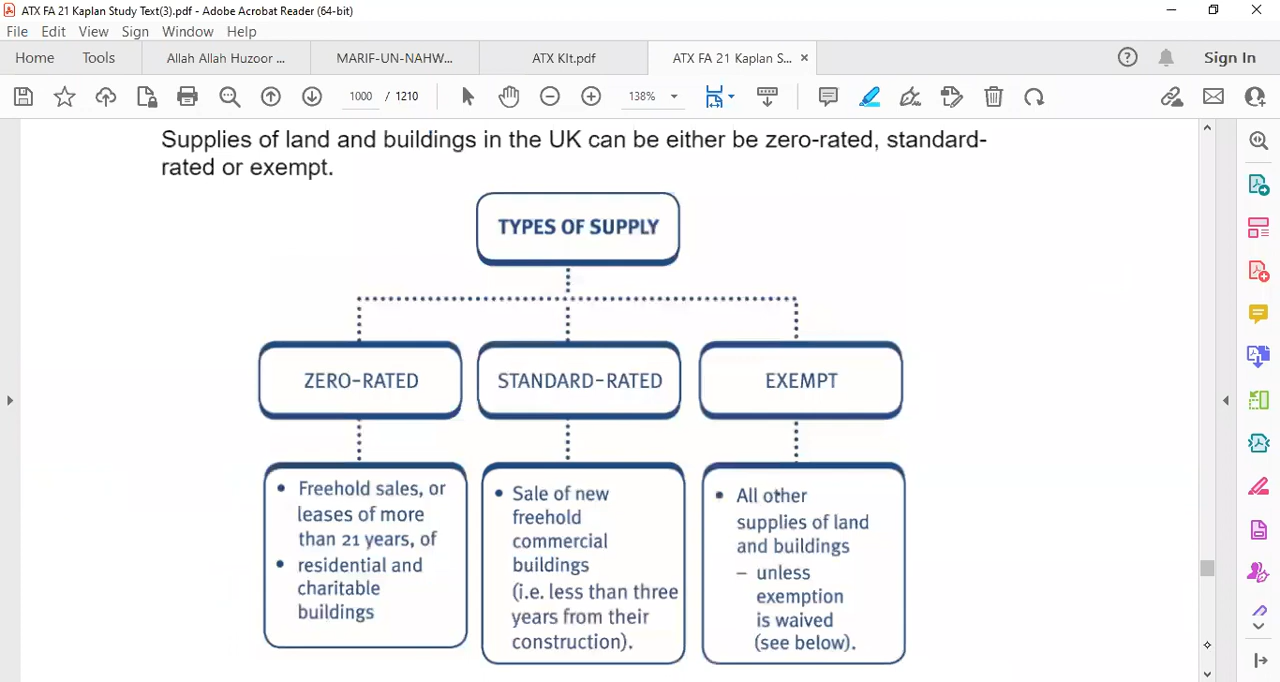 ATX FA 21 Kaplan Study Text(3).pdf - Adobe Acrobat Reader (64-bit)
File Edit View Sign Window Help
Home Tools Allah Allah Huzoor ... MARIF-UN-NAHW... ATX KIt.pdf ATX FA 21 Kaplan S... × Sign In
1000 / 1210 138%
Supplies of land and buildings in the UK can be either be zero-rated, standard-
rated or exempt.
TYPES OF SUPPLY
ZERO-RATED
STANDARD-RATED
EXEMPT
• Freehold sales, or
leases of more
than 21 years, of
• residential and
charitable
buildings
• Sale of new
freehold
commercial
buildings
(i.e. less than three
years from their
construction).
• All other
supplies of land
and buildings
– unless
exemption
is waived
(see below).